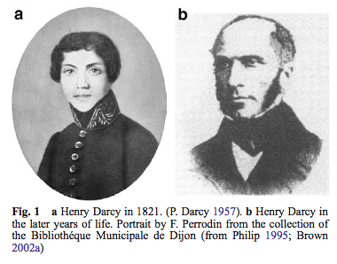 a
b
Fig. 1 a Henry Darcy in 1821. (P. Darcy 1957). b Henry Darcy in
the later years of life. Portrait by F. Perrodin from the collection of
the Bibliothéque Municipale de Dijon (from Philip 1995; Brown
2002a)